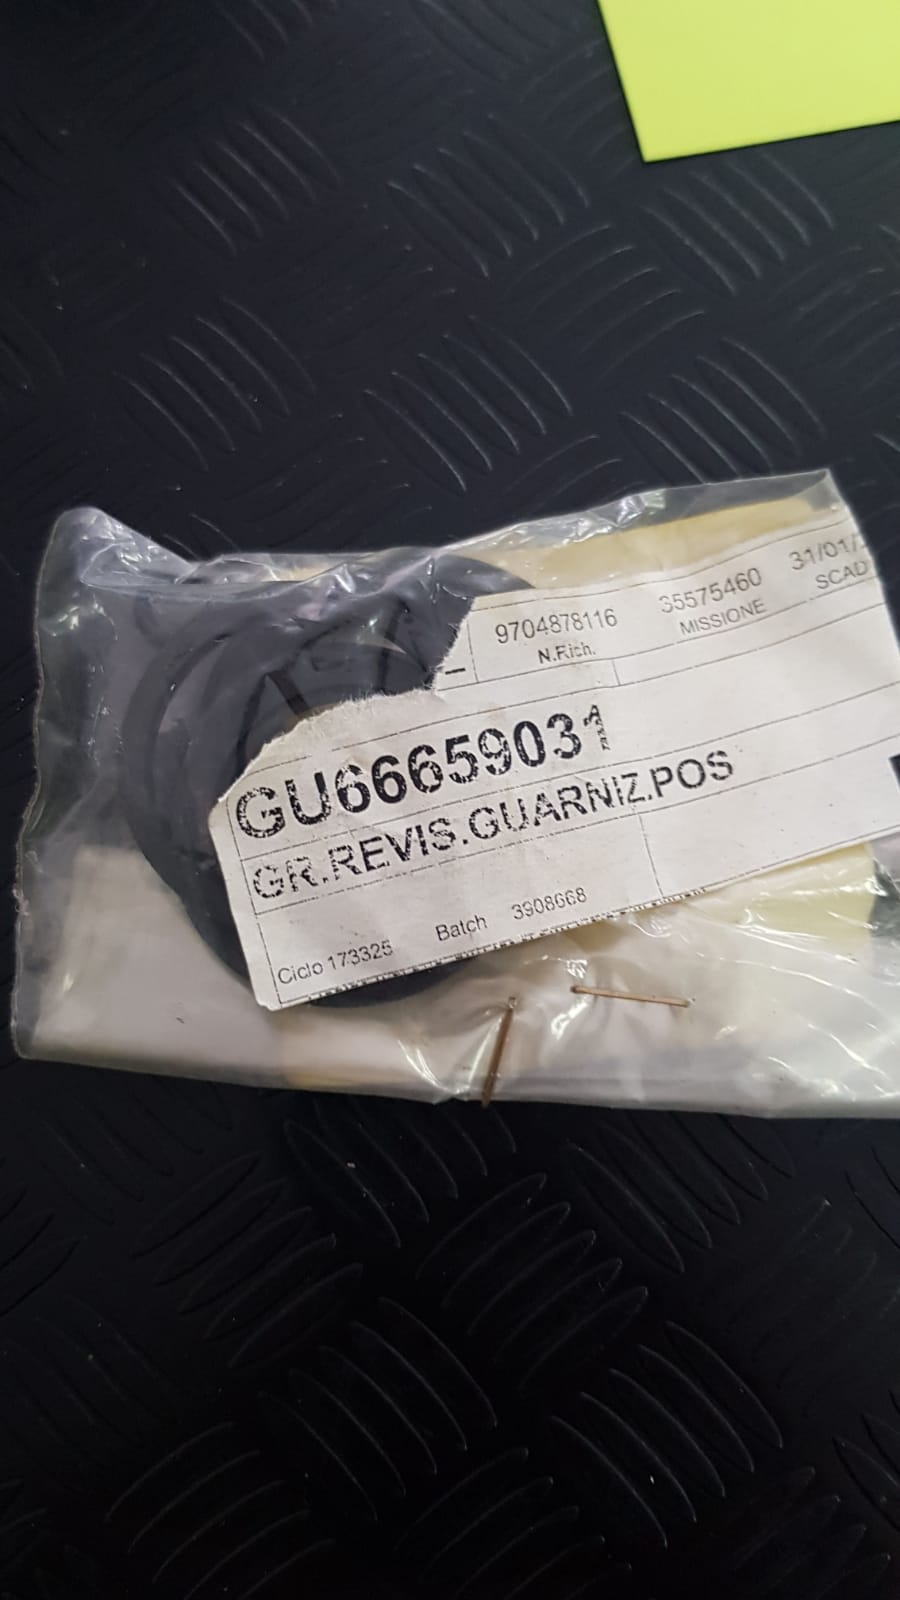 9704878116 35575460 31/01/
N.Rich. MISSIONE SCAD
GU66659031
GR.REVIS.GUARNIZ.POS
Ciclo 173325 Batch 3908668